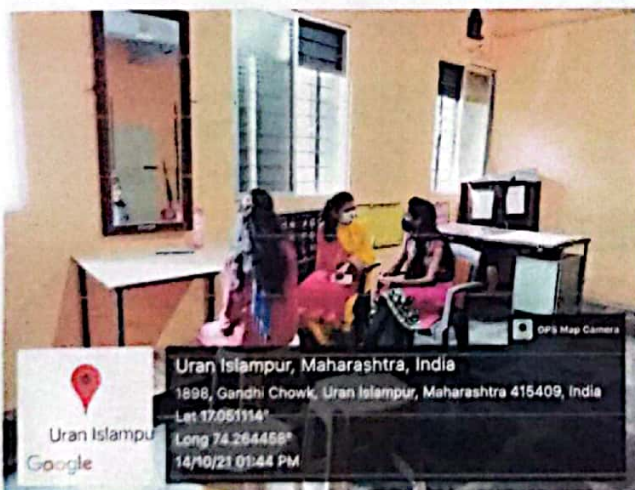 GPS Map Camera
Uran Islampur, Maharashtra, India
1898, Gandhi Chowk, Uran Islampur, Maharashtra 415409, India
Lat 17.051114°
Long 74.264458°
14/10/21 01:44 PM
Uran Islampu
Google